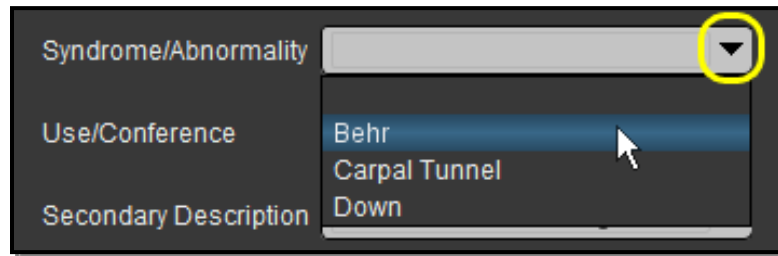 Syndrome/Abnormality
Use/Conference
Behr
Carpal Tunnel
Secondary Description
Down